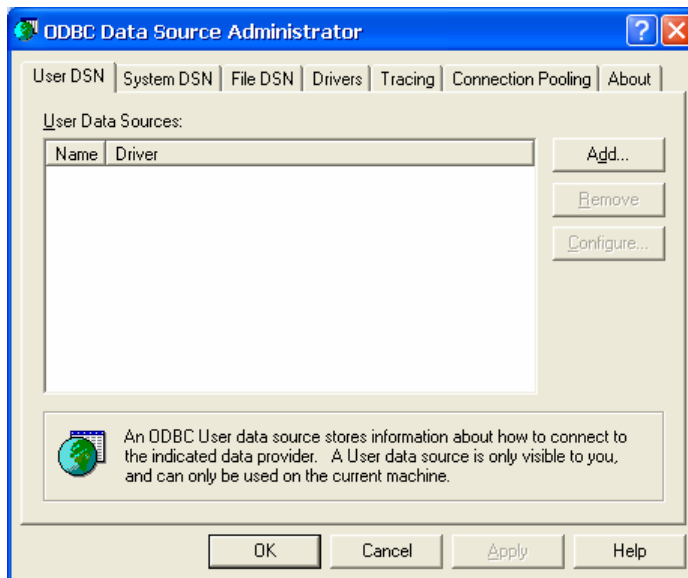 ODBC Data Source Administrator
User DSN System DSN File DSN Drivers Tracing Connection Pooling About
User Data Sources:
Name Driver
Add...
Remove
Configure...
An ODBC User data source stores information about how to connect to
the indicated data provider. A User data source is only visible to you,
and can only be used on the current machine.
OK Cancel Apply Help